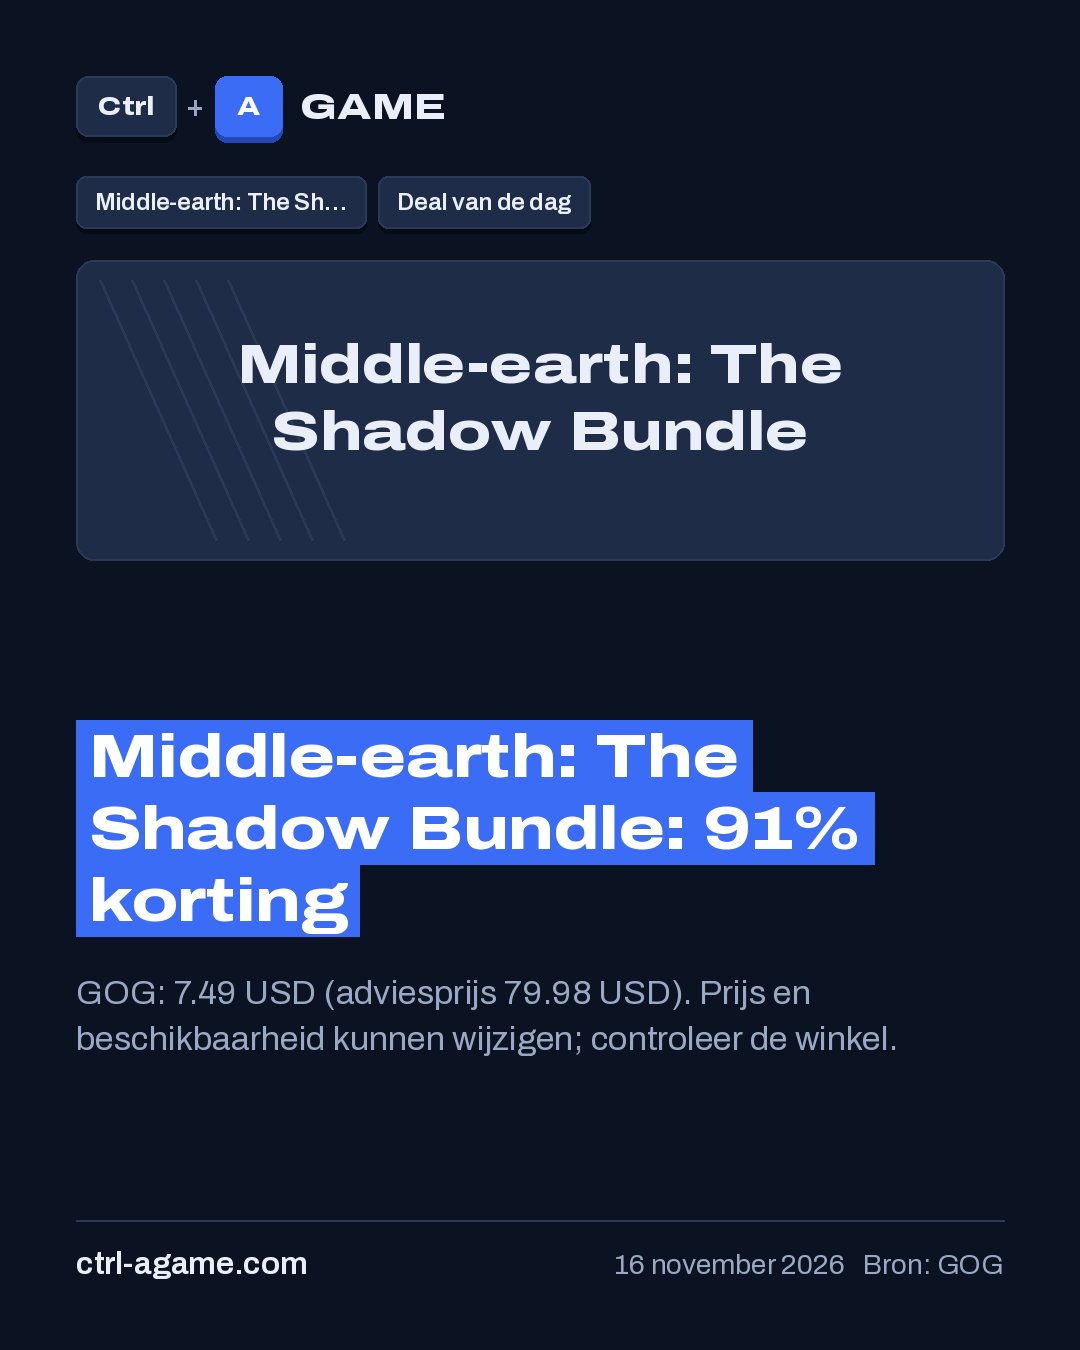 Ctrl + A GAME
Middle-earth: The Sh... Deal van de dag
Middle-earth: The
Shadow Bundle
Middle-earth: The
Shadow Bundle: 91%
korting
GOG: 7.49 USD (adviesprijs 79.98 USD). Prijs en
beschikbaarheid kunnen wijzigen; controleer de winkel.
ctrl-agame.com 16 november 2026 Bron: GOG